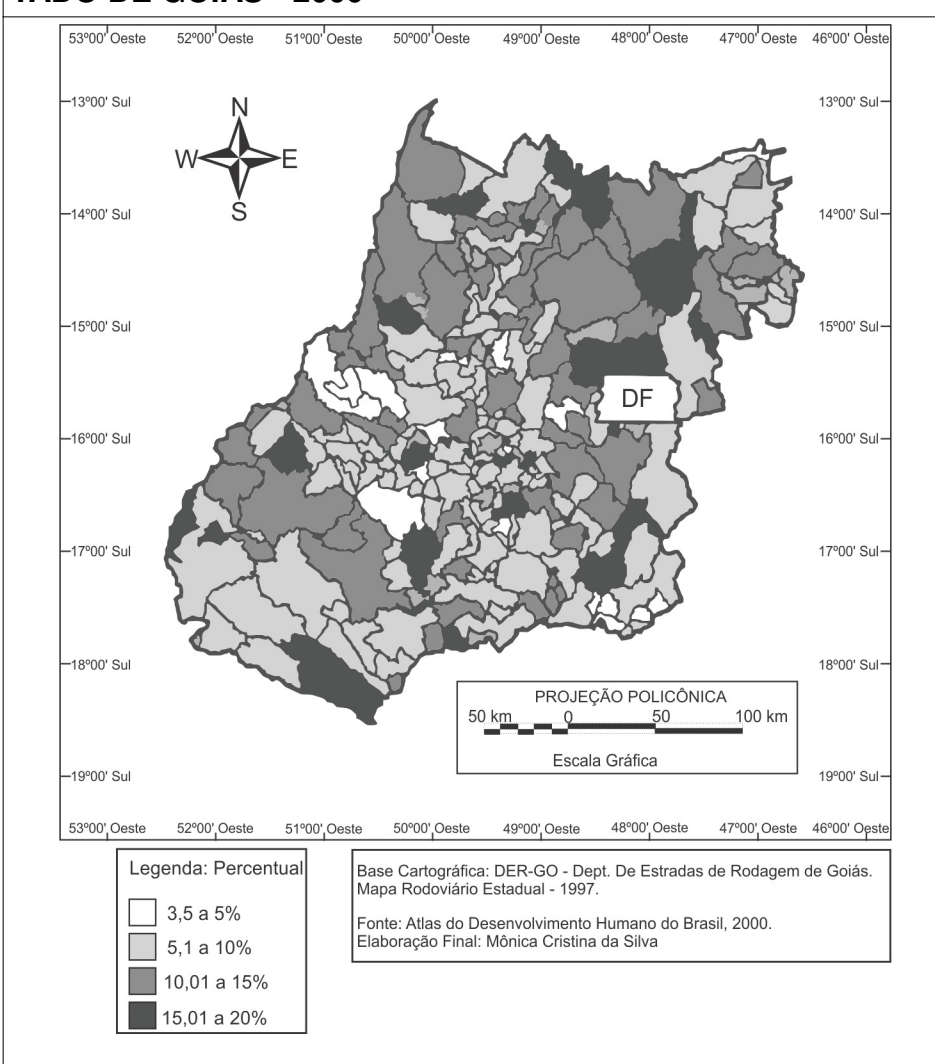 TADO DE GOIÁS - 2000
53º00' Oeste 52º00' Oeste 51º00' Oeste 50º00' Oeste 49º00' Oeste 48º00' Oeste 47º00' Oeste 46º00' Oeste
13º00' Sul 13º00' Sul
N
W E
S
14º00' Sul 14º00' Sul
15º00' Sul 15º00' Sul
DF
16º00' Sul 16º00' Sul
17º00' Sul 17º00' Sul
18º00' Sul 18º00' Sul
PROJEÇÃO POLICÔNICA
50 km 0 50 100 km
Escala Gráfica
19º00' Sul 19º00' Sul
53º00' Oeste 52º00' Oeste 51º00' Oeste 50º00' Oeste 49º00' Oeste 48º00' Oeste 47º00' Oeste 46º00' Oeste
Legenda: Percentual
3,5 a 5%
5,1 a 10%
10,01 a 15%
15,01 a 20%
Base Cartográfica: DER-GO - Dept. De Estradas de Rodagem de Goiás.
Mapa Rodoviário Estadual - 1997.
Fonte: Atlas do Desenvolvimento Humano do Brasil, 2000.
Elaboração Final: Mônica Cristina da Silva